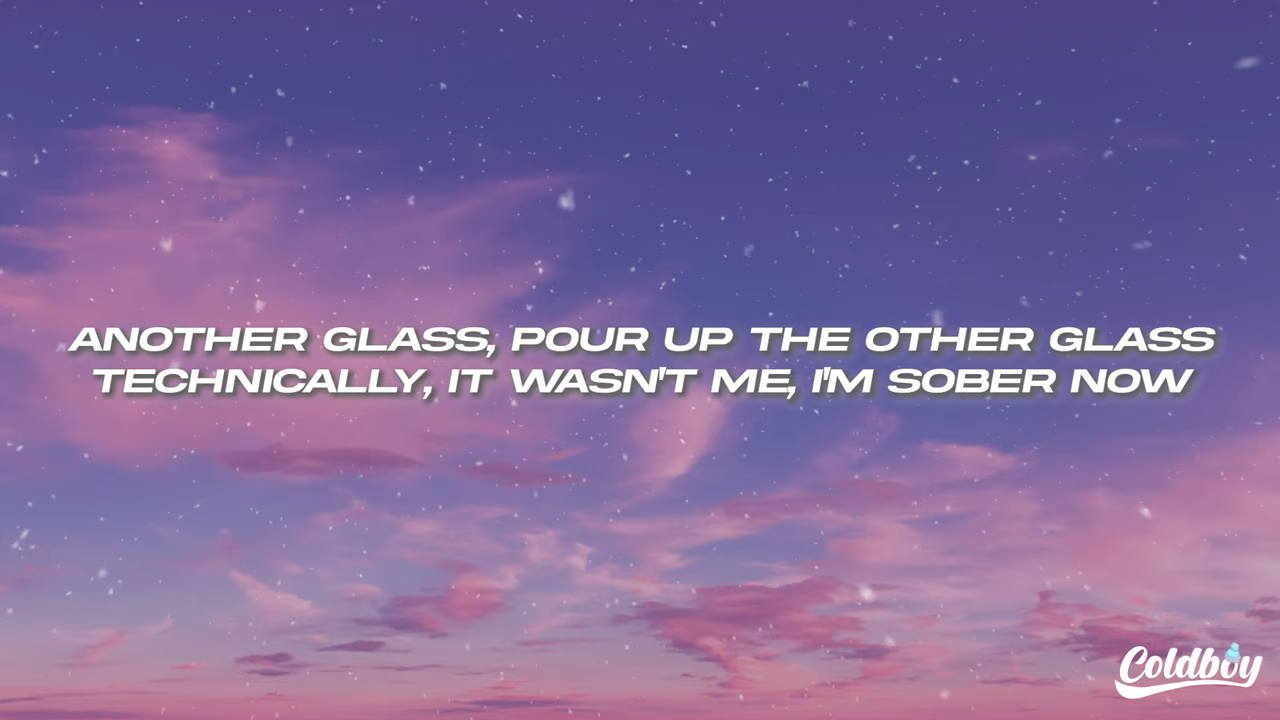 ANOTHER GLASS, POUR UP THE OTHER GLASS
TECHNICALLY, IT WASN'T ME, I'M SOBER NOW
Coldboy